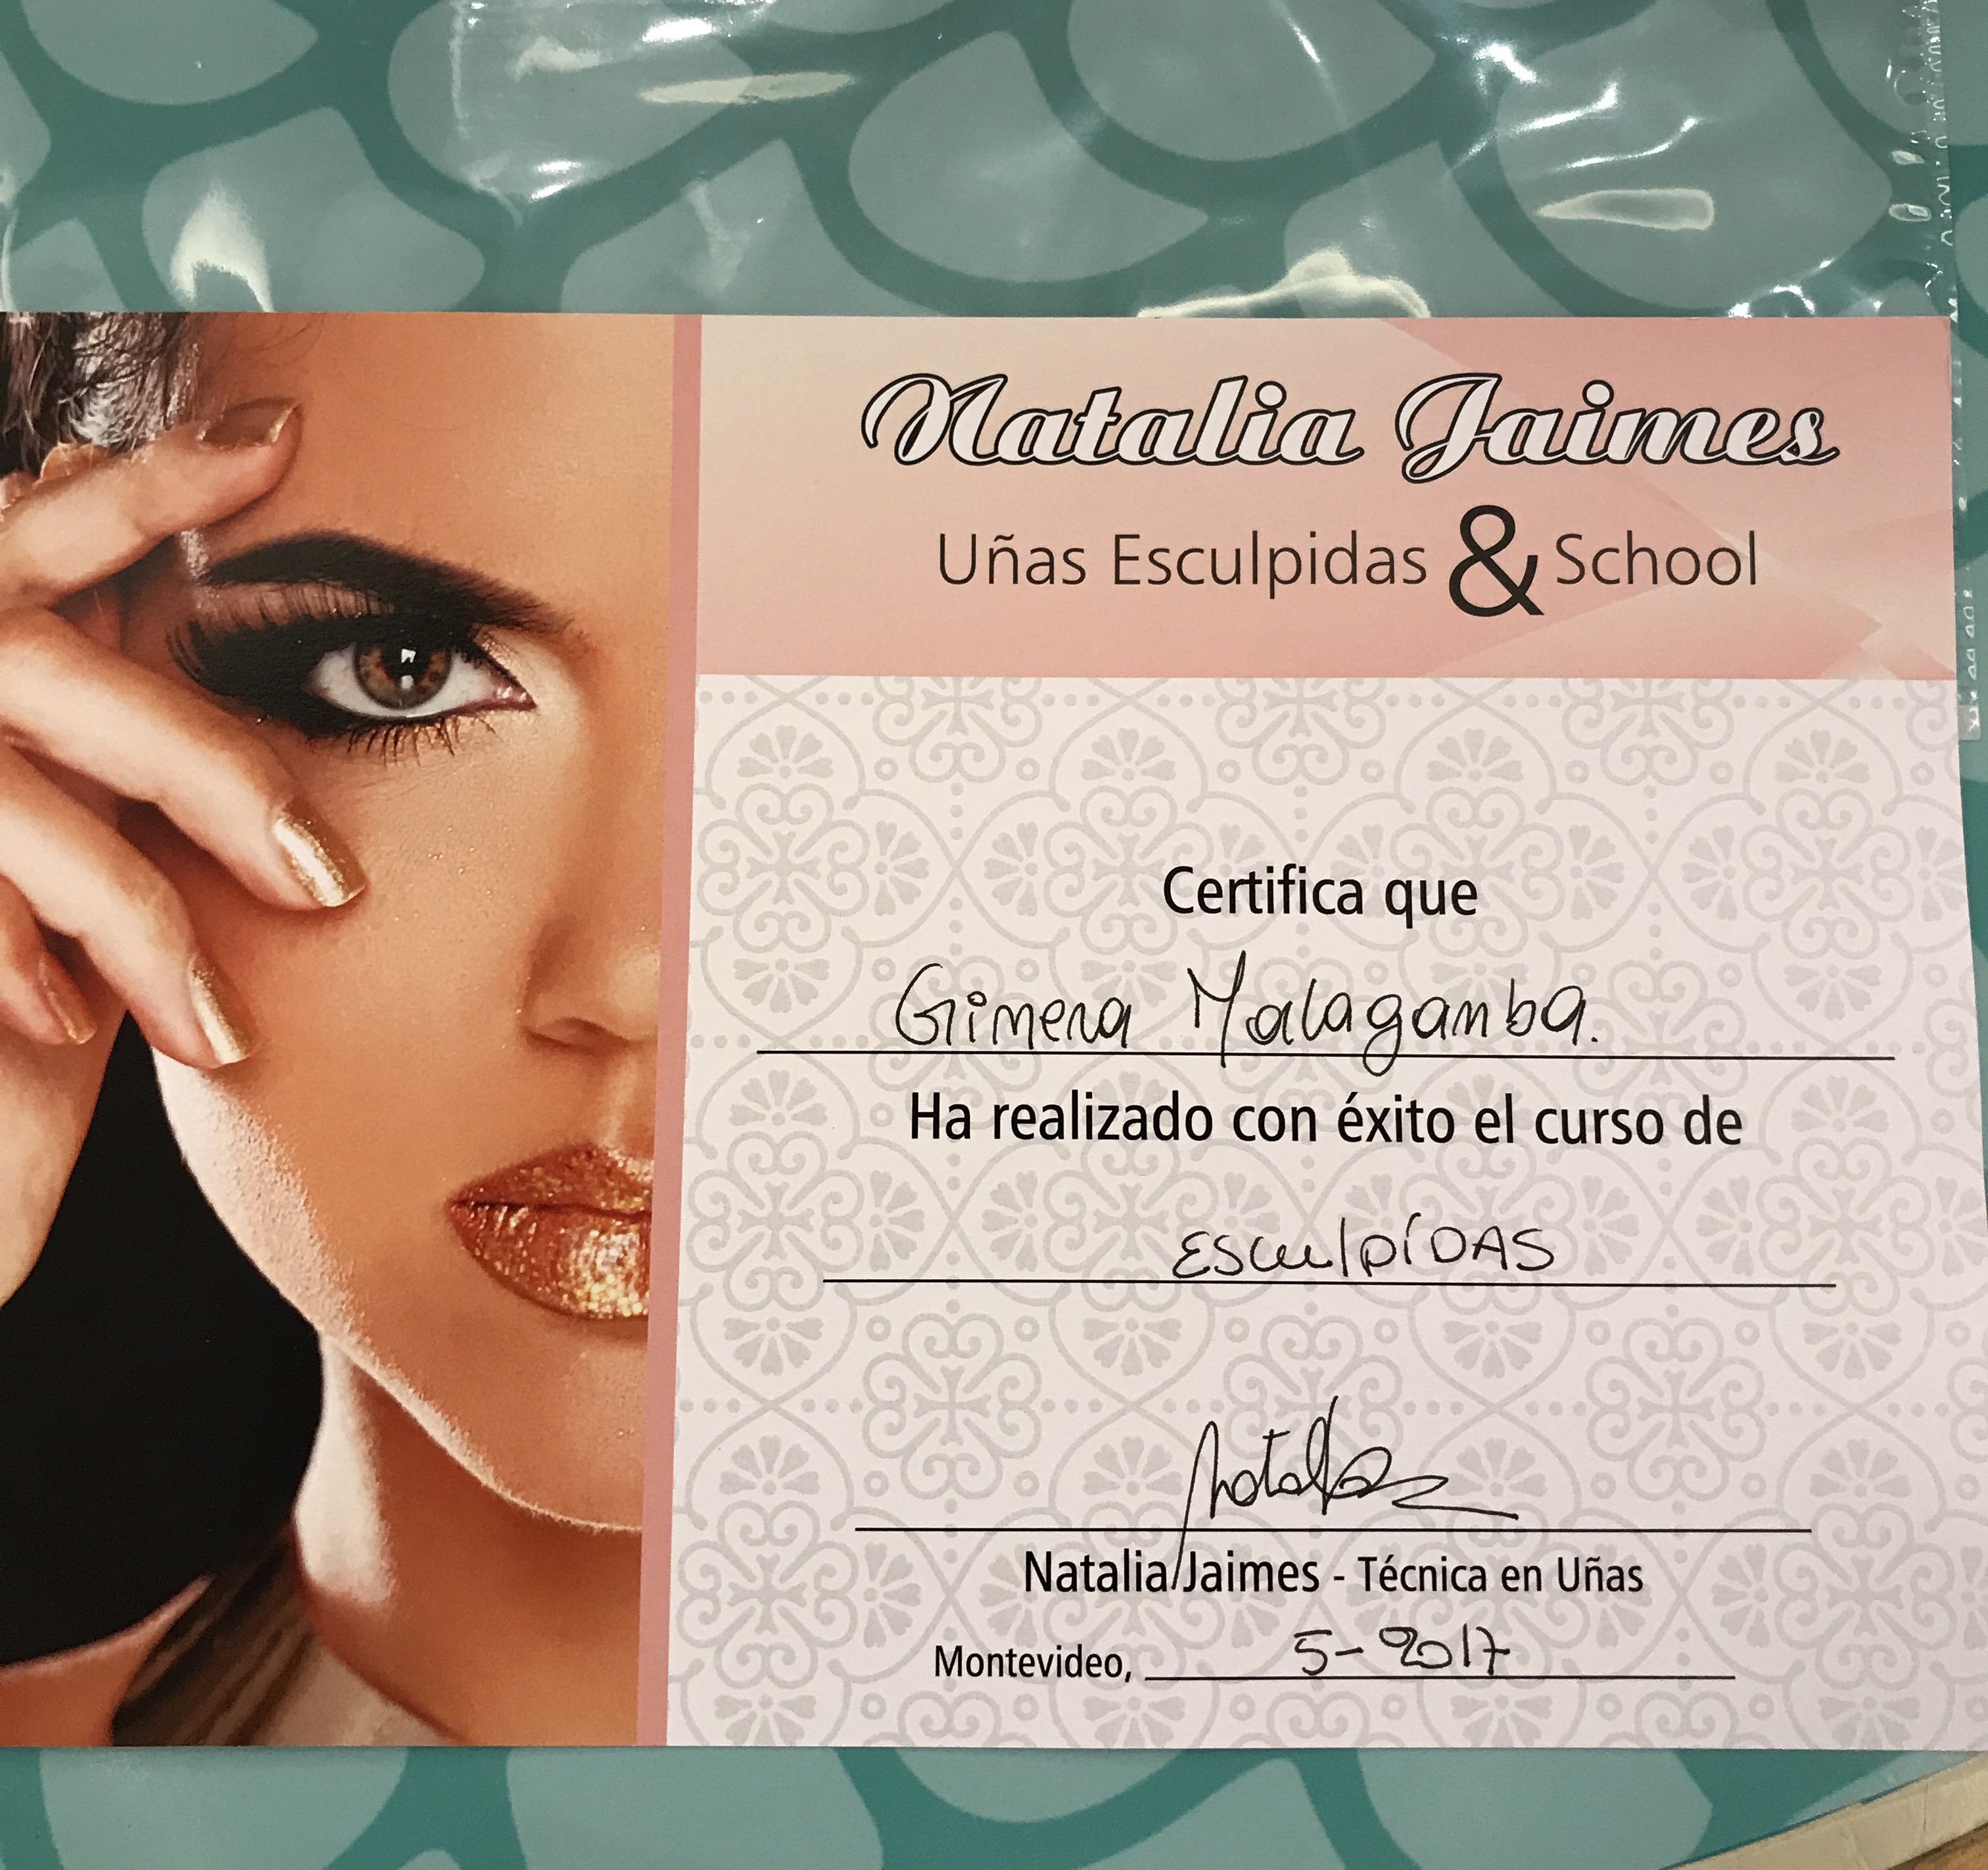 Natalia Jaimes
Uñas Esculpidas & School
Certifica que
Gimena Malagamba.
Ha realizado con éxito el curso de
Esculpídas
Natalia
Natalia Jaimes - Técnica en Uñas
Montevideo, 5-2017